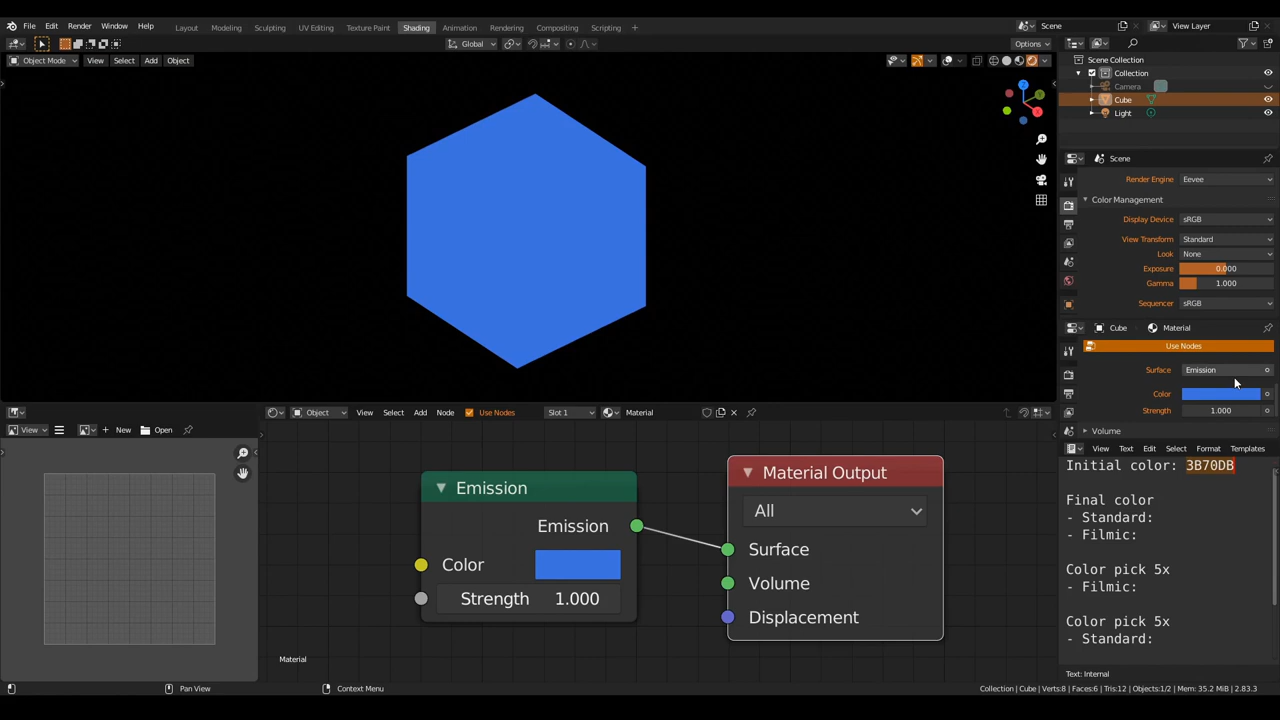 File Edit Render Window Help Layout Modeling Sculpting UV Editing Texture Paint Shading Animation Rendering Compositing Scripting Scene View Layer
Global Options
Object Mode View Select Add Object
Scene Collection
Collection
Camera
Cube
Light
Scene
Render Engine Eevee
Color Management
Display Device sRGB
View Transform Standard
Look None
Exposure 0.000
Gamma 1.000
Sequencer sRGB
Cube Material
Use Nodes
Surface Emission
Color
Strength 1.000
Volume
Object View Select Add Node Use Nodes Slot 1 Material
View New Open
View Text Edit Select Format Templates
Emission
Emission
Color
Strength 1.000
Material Output
All
Surface
Volume
Displacement
Material
Initial color: 3B70DB
Final color
- Standard:
- Filmic:
Color pick 5x
- Filmic:
Color pick 5x
- Standard:
Text: Internal
Pan View Context Menu Collection | Cube | Verts:8 | Faces:6 | Tris:12 | Objects:1/2 | Mem: 35.2 MiB | 2.83.3